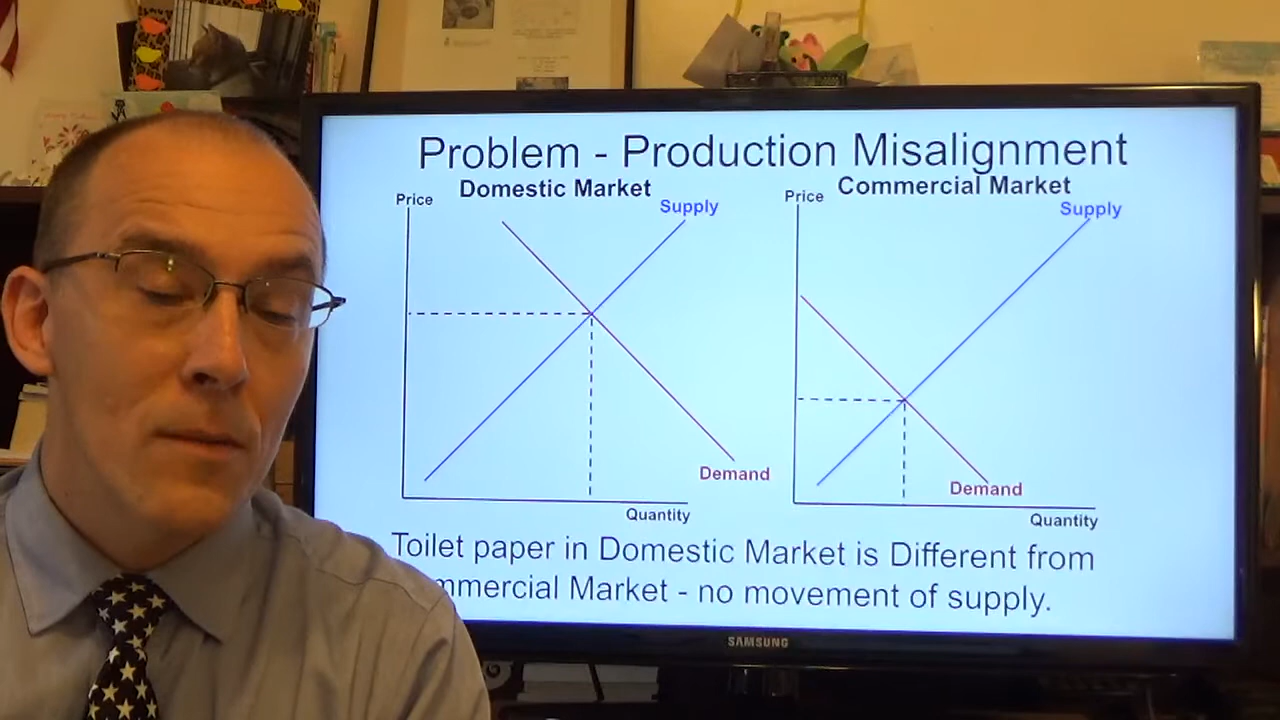 Problem - Production Misalignment
Domestic Market
Commercial Market
Price
Supply
Demand
Quantity
Price
Supply
Demand
Quantity
Toilet paper in Domestic Market is Different from
Market - no movement of supply.
SAMSUNG